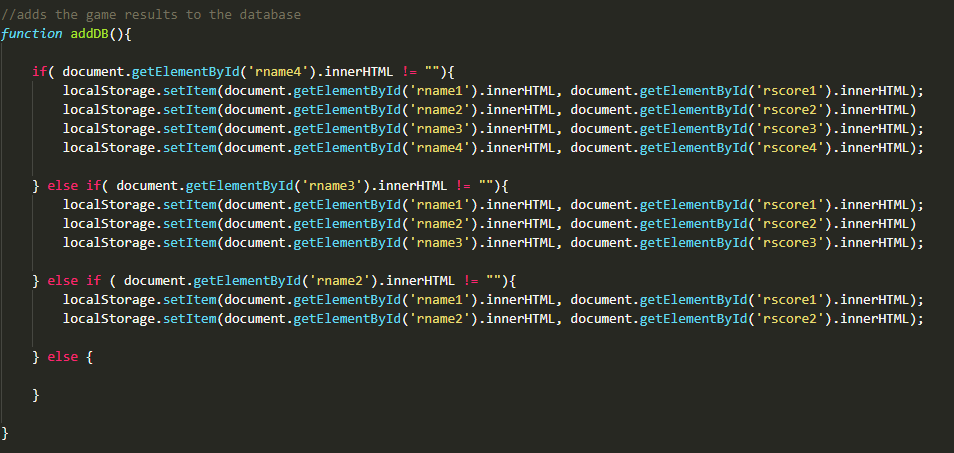 //adds the game results to the database
function addDB(){
if( document.getElementById('rname4').innerHTML != ""){
localStorage.setItem(document.getElementById('rname1').innerHTML, document.getElementById('rscore1').innerHTML);
localStorage.setItem(document.getElementById('rname2').innerHTML, document.getElementById('rscore2').innerHTML)
localStorage.setItem(document.getElementById('rname3').innerHTML, document.getElementById('rscore3').innerHTML);
localStorage.setItem(document.getElementById('rname4').innerHTML, document.getElementById('rscore4').innerHTML);
} else if( document.getElementById('rname3').innerHTML != ""){
localStorage.setItem(document.getElementById('rname1').innerHTML, document.getElementById('rscore1').innerHTML);
localStorage.setItem(document.getElementById('rname2').innerHTML, document.getElementById('rscore2').innerHTML)
localStorage.setItem(document.getElementById('rname3').innerHTML, document.getElementById('rscore3').innerHTML);
} else if ( document.getElementById('rname2').innerHTML != ""){
localStorage.setItem(document.getElementById('rname1').innerHTML, document.getElementById('rscore1').innerHTML);
localStorage.setItem(document.getElementById('rname2').innerHTML, document.getElementById('rscore2').innerHTML);
} else {
}
}